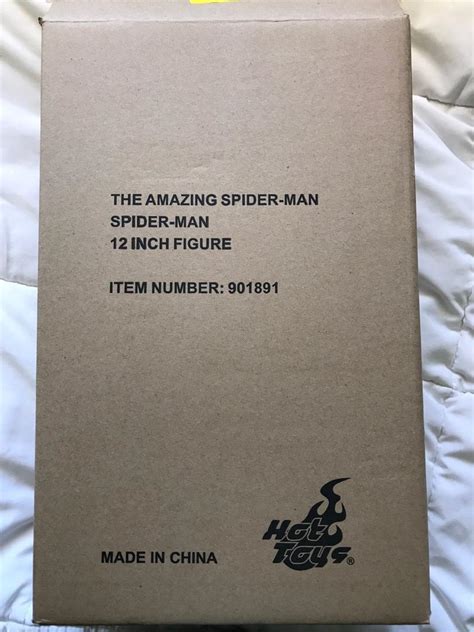 THE AMAZING SPIDER-MAN
SPIDER-MAN
12 INCH FIGURE
ITEM NUMBER: 901891
Hot
Toys®
MADE IN CHINA